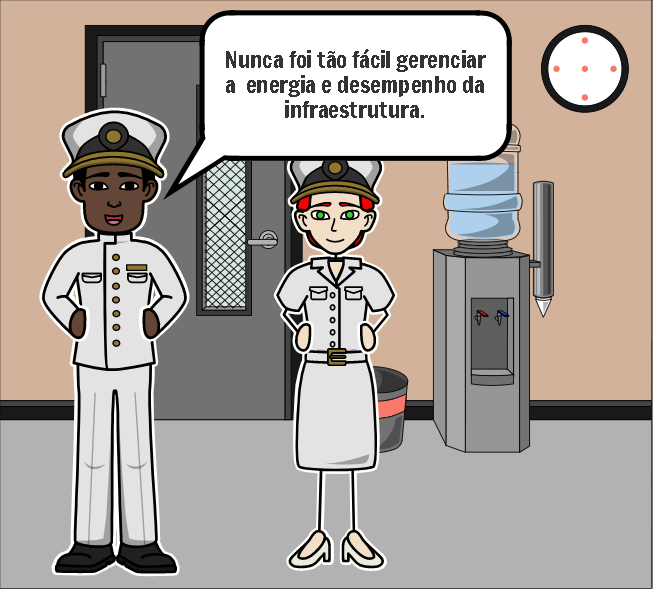 Nunca foi tão fácil gerenciar
a energia e desempenho da
infraestrutura.